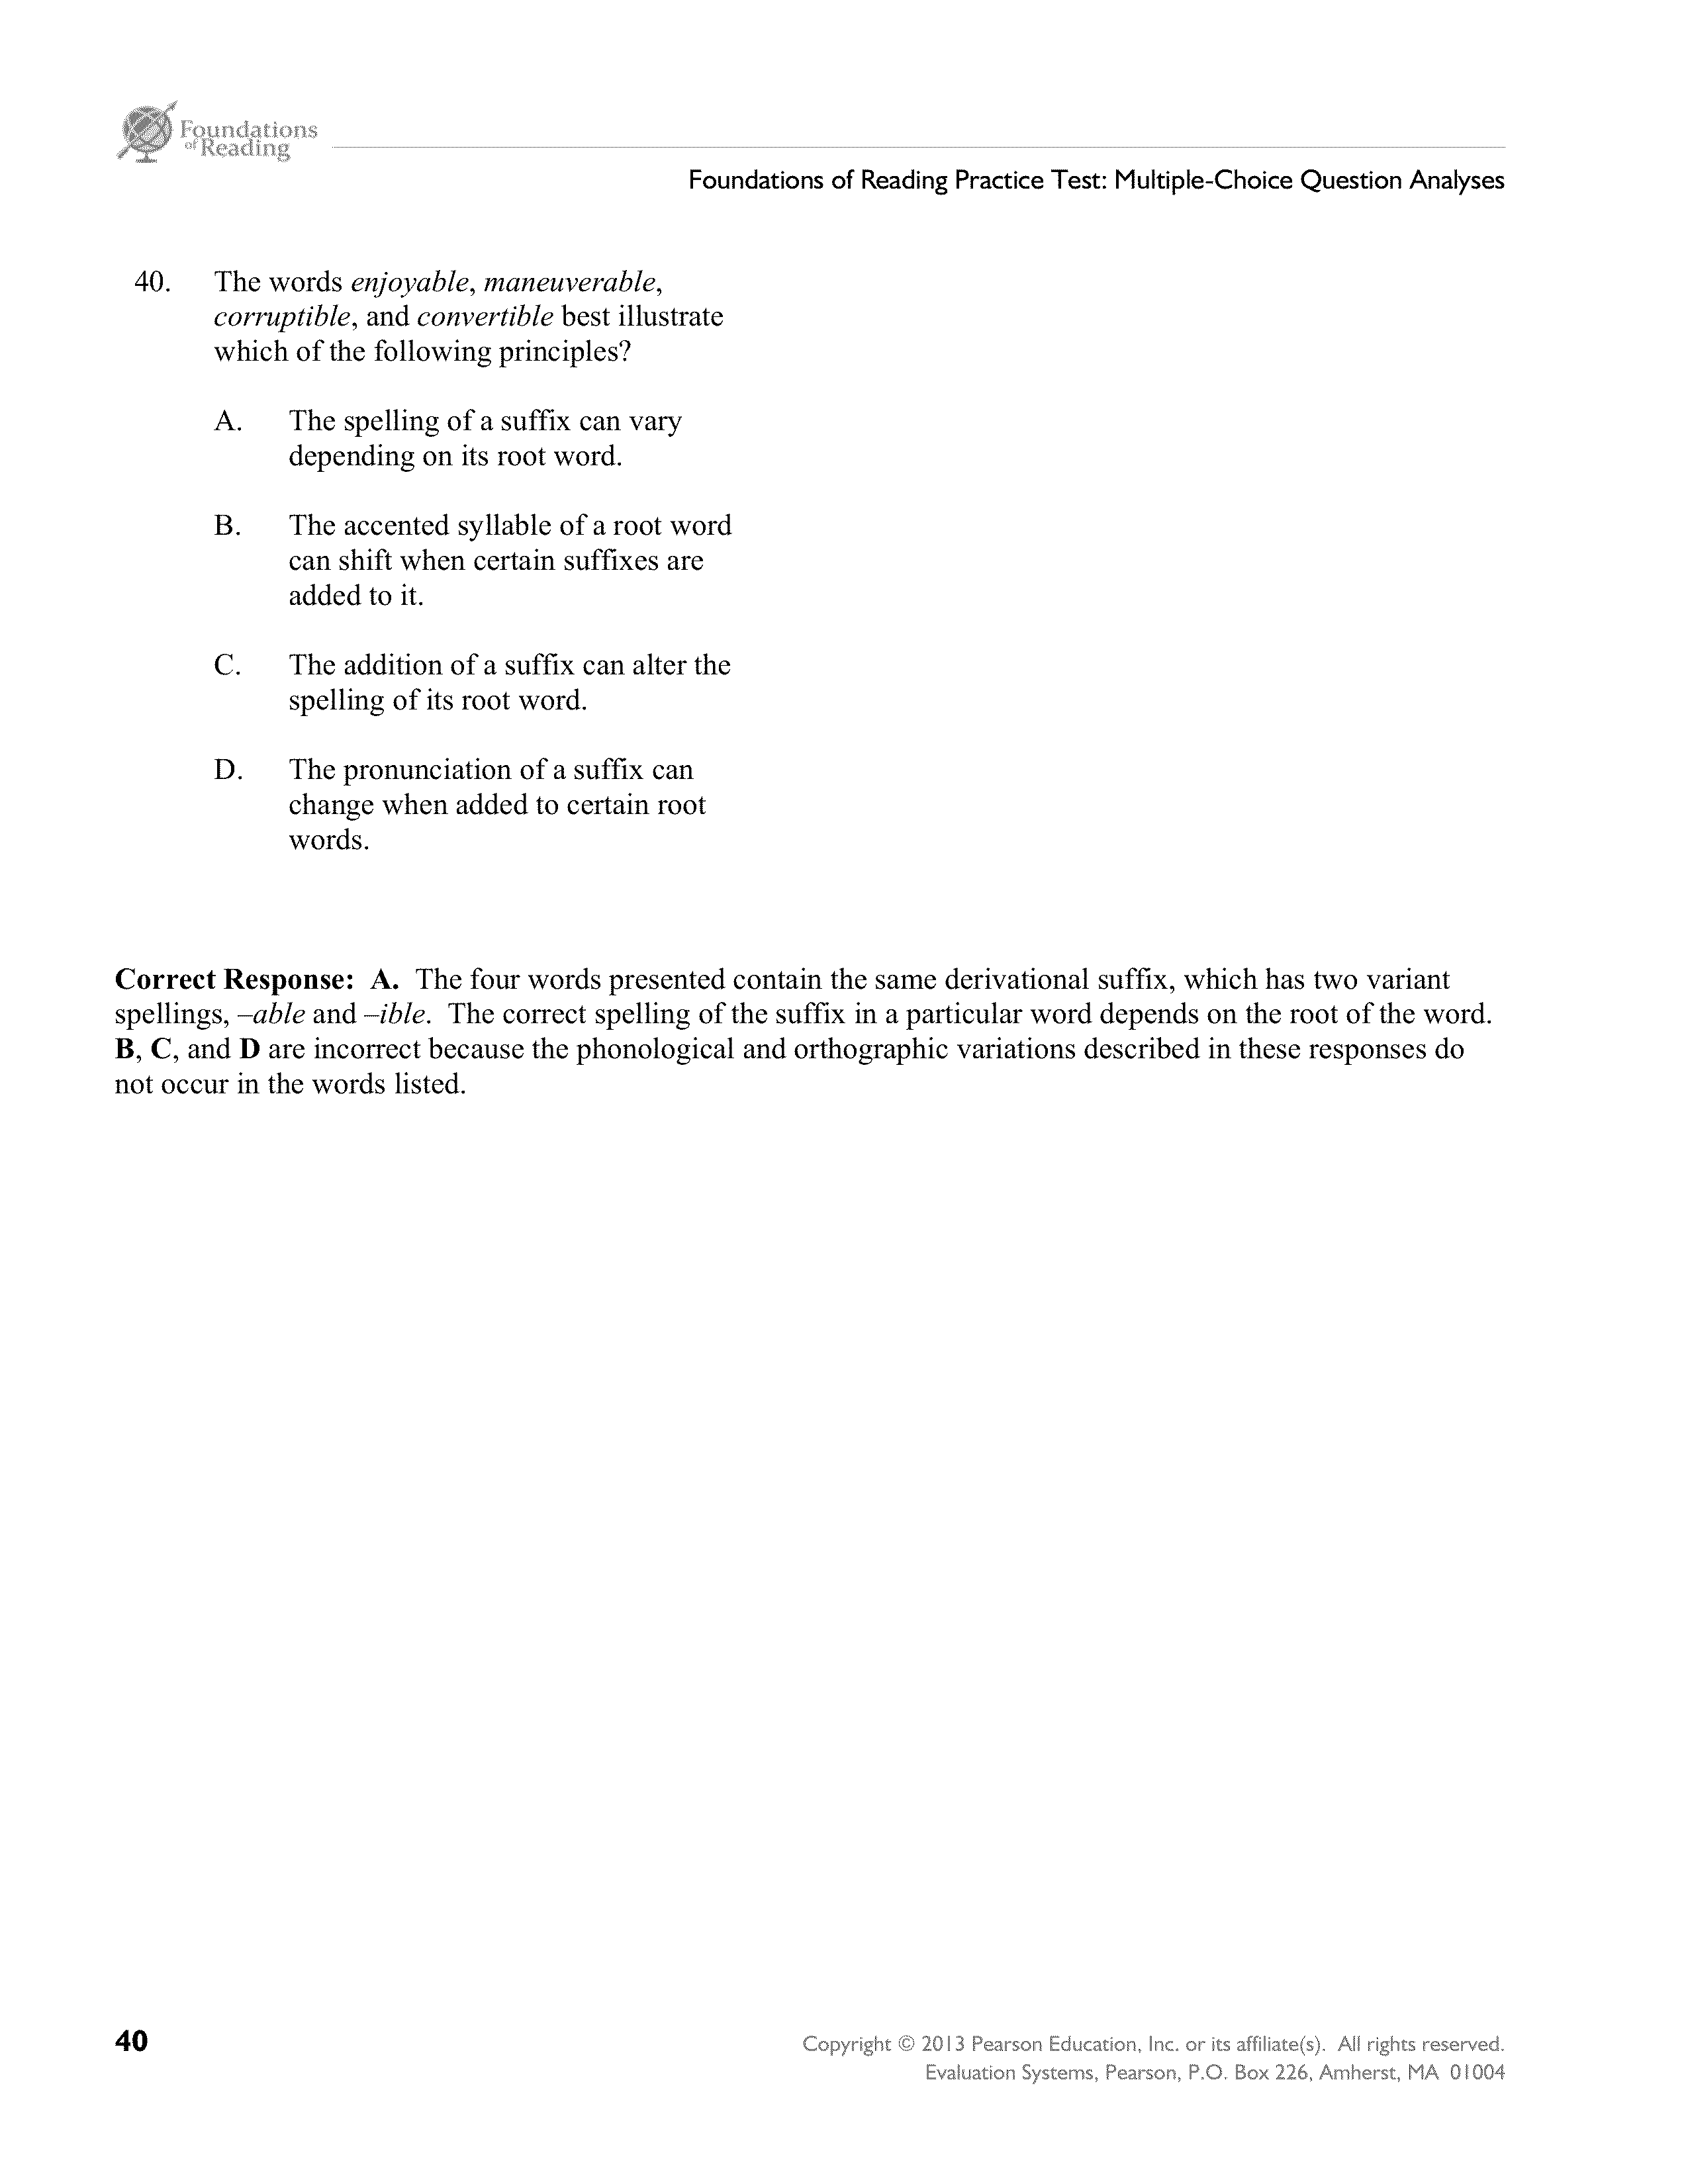 Foundations
of Reading
Foundations of Reading Practice Test: Multiple-Choice Question Analyses
40. The words enjoyable, maneuverable,
corruptible, and convertible best illustrate
which of the following principles?
A. The spelling of a suffix can vary
depending on its root word.
B. The accented syllable of a root word
can shift when certain suffixes are
added to it.
C. The addition of a suffix can alter the
spelling of its root word.
D. The pronunciation of a suffix can
change when added to certain root
words.
Correct Response: A. The four words presented contain the same derivational suffix, which has two variant
spellings, –able and –ible. The correct spelling of the suffix in a particular word depends on the root of the word.
B, C, and D are incorrect because the phonological and orthographic variations described in these responses do
not occur in the words listed.
40
Copyright © 2013 Pearson Education, Inc. or its affiliate(s). All rights reserved.
Evaluation Systems, Pearson, P.O. Box 226, Amherst, MA 01004